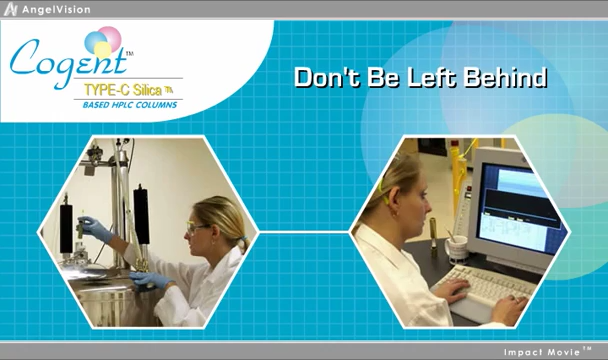 AngelVision
Cogent™
TYPE-C Silica™
BASED HPLC COLUMNS
Don't Be Left Behind
Impact Movie™